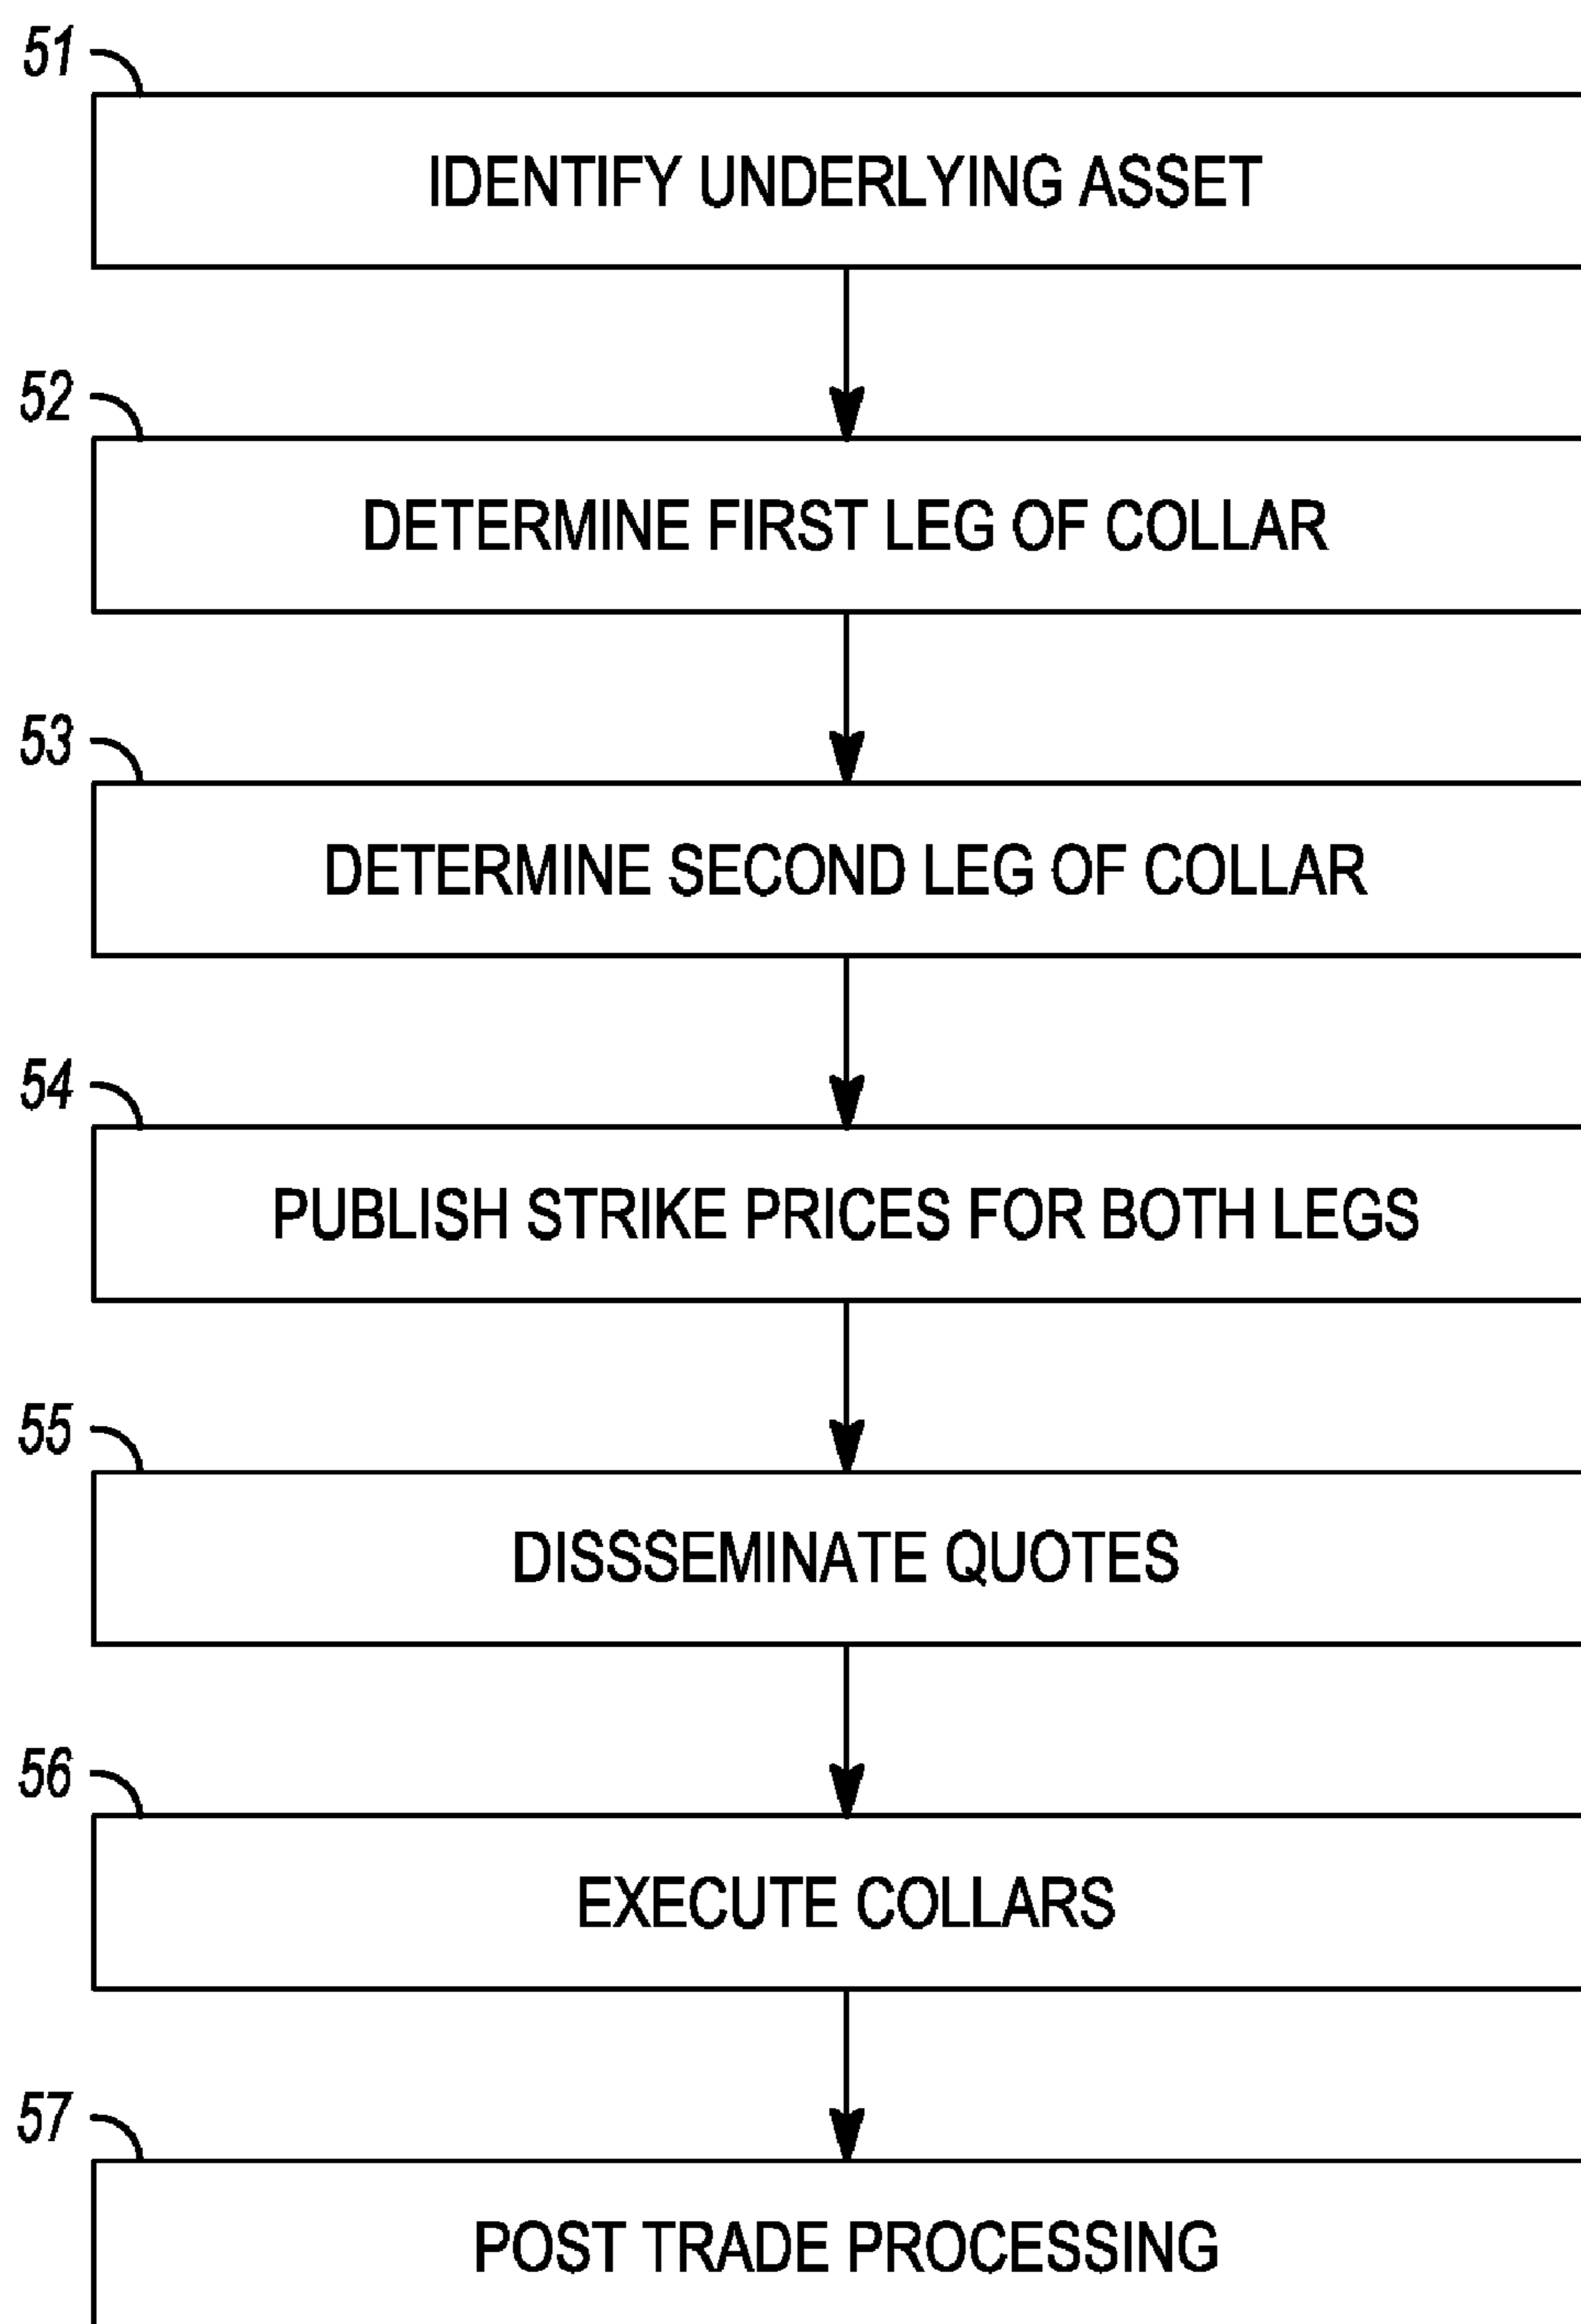 51
IDENTIFY UNDERLYING ASSET
52
DETERMINE FIRST LEG OF COLLAR
53
DETERMINE SECOND LEG OF COLLAR
54
PUBLISH STRIKE PRICES FOR BOTH LEGS
55
DISSSEMINATE QUOTES
56
EXECUTE COLLARS
57
POST TRADE PROCESSING